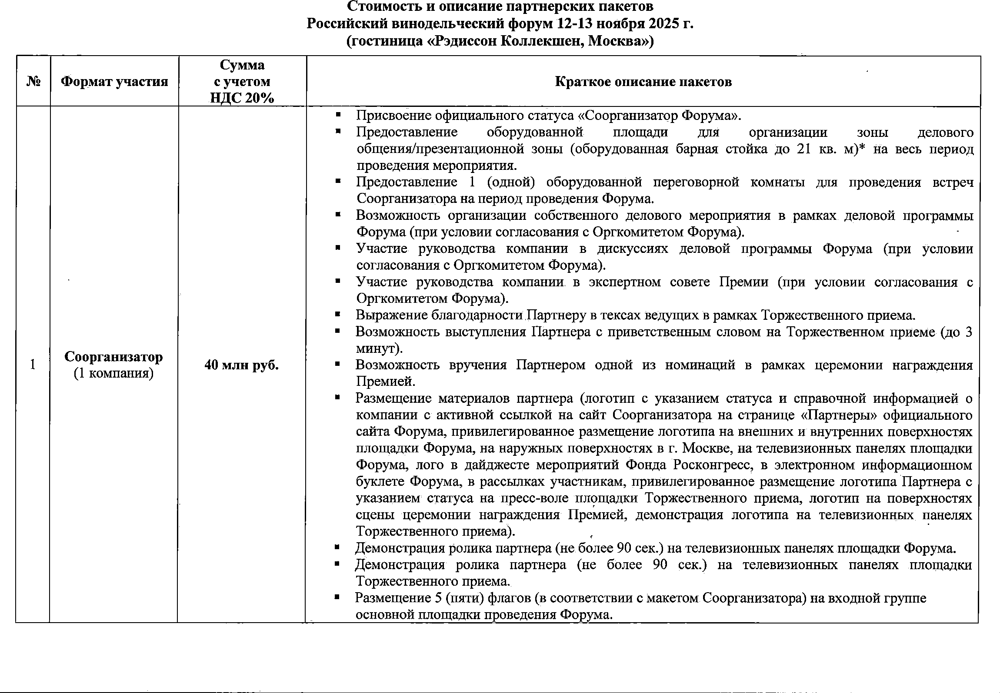 Стоимость и описание партнерских пакетов
Российский винодельческий форум 12-13 ноября 2025 г.
(гостиница «Рэдиссон Коллекшен, Москва»)
№
Формат участия
Сумма
с учетом
НДС 20%
Краткое описание пакетов
1
Соорганизатор
(1 компания)
40 млн руб.
▪ Присвоение официального статуса «Соорганизатор Форума».
▪ Предоставление оборудованной площади для организации зоны делового
общения/презентационной зоны (оборудованная барная стойка до 21 кв. м)* на весь период
проведения мероприятия.
▪ Предоставление 1 (одной) оборудованной переговорной комнаты для проведения встреч
Соорганизатора на период проведения Форума.
▪ Возможность организации собственного делового мероприятия в рамках деловой программы
Форума (при условии согласования с Оргкомитетом Форума).
▪ Участие руководства компании в дискуссиях деловой программы Форума (при условии
согласования с Оргкомитетом Форума).
▪ Участие руководства компании в экспертном совете Премии (при условии согласования с
Оргкомитетом Форума).
▪ Выражение благодарности Партнеру в тексах ведущих в рамках Торжественного приема.
▪ Возможность выступления Партнера с приветственным словом на Торжественном приеме (до 3
минут).
▪ Возможность вручения Партнером одной из номинаций в рамках церемонии награждения
Премией.
▪ Размещение материалов партнера (логотип с указанием статуса и справочной информацией о
компании с активной ссылкой на сайт Соорганизатора на странице «Партнеры» официального
сайта Форума, привилегированное размещение логотипа на внешних и внутренних поверхностях
площадки Форума, на наружных поверхностях в г. Москве, на телевизионных панелях площадки
Форума, лого в дайджесте мероприятий Фонда Росконгресс, в электронном информационном
буклете Форума, в рассылках участникам, привилегированное размещение логотипа Партнера с
указанием статуса на пресс-воле площадки Торжественного приема, логотип на поверхностях
сцены церемонии награждения Премией, демонстрация логотипа на телевизионных панелях
Торжественного приема).
▪ Демонстрация ролика партнера (не более 90 сек.) на телевизионных панелях площадки Форума.
▪ Демонстрация ролика партнера (не более 90 сек.) на телевизионных панелях площадки
Торжественного приема.
▪ Размещение 5 (пяти) флагов (в соответствии с макетом Соорганизатора) на входной группе
основной площадки проведения Форума.